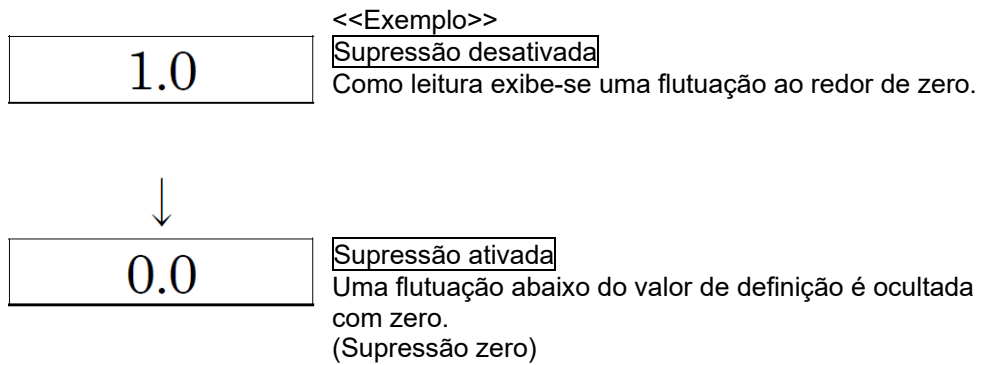 <<Exemplo>>
1.0
Supressão desativada
Como leitura exibe-se uma flutuação ao redor de zero.
↓
0.0
Supressão ativada
Uma flutuação abaixo do valor de definição é ocultada
com zero.
(Supressão zero)